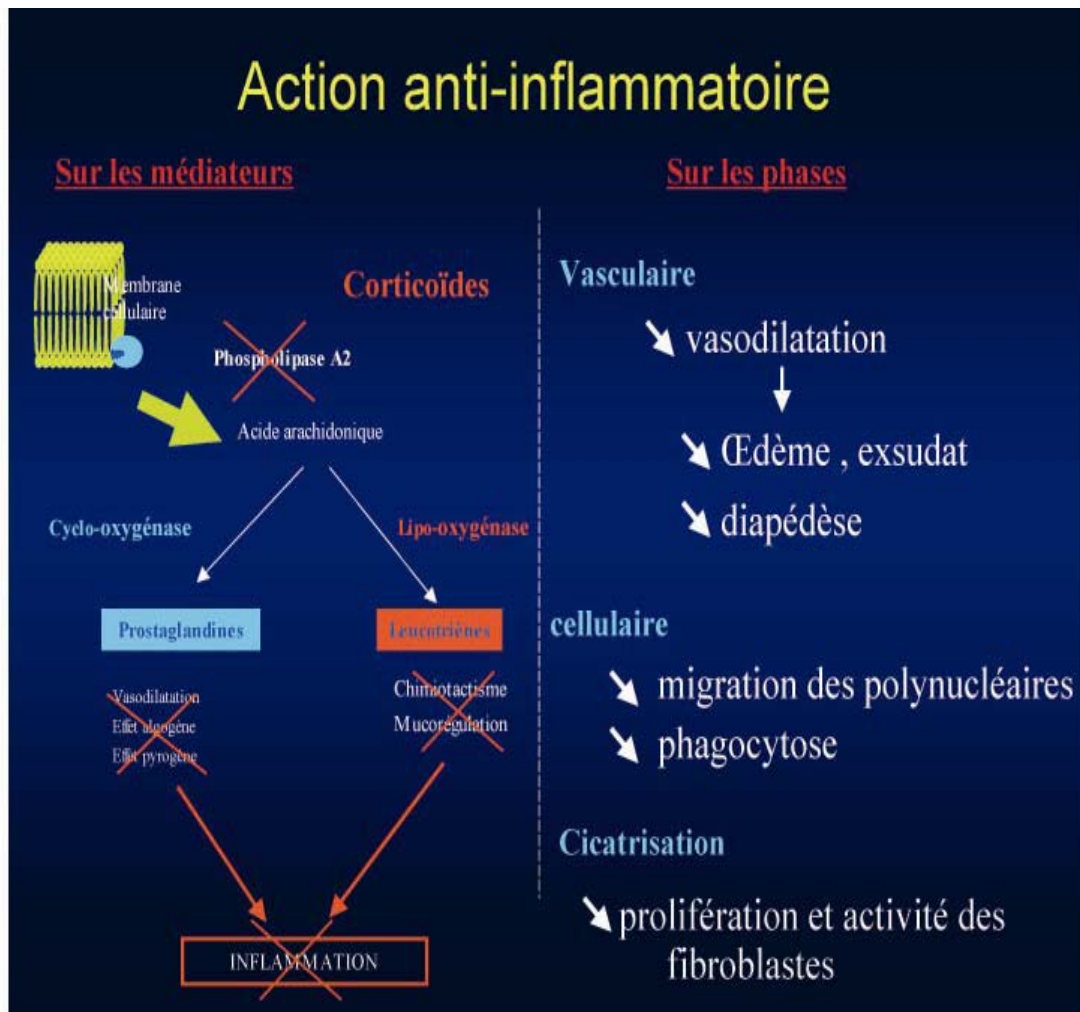 Action anti-inflammatoire
Sur les médiateurs
Membrane
cellulaire
Corticoïdes
Phospholipase A2
Acide arachidonique
Cyclo-oxygénase
Lipo-oxygénase
Prostaglandines
Leucotriènes
Vasodilatation
Effet algogène
Effet pyrogène
Chimiotactisme
Mucorégulation
INFLAMMATION
Sur les phases
Vasculaire
vasodilatation
Œdème , exsudat
diapédèse
cellulaire
migration des polynucléaires
phagocytose
Cicatrisation
prolifération et activité des
fibroblastes